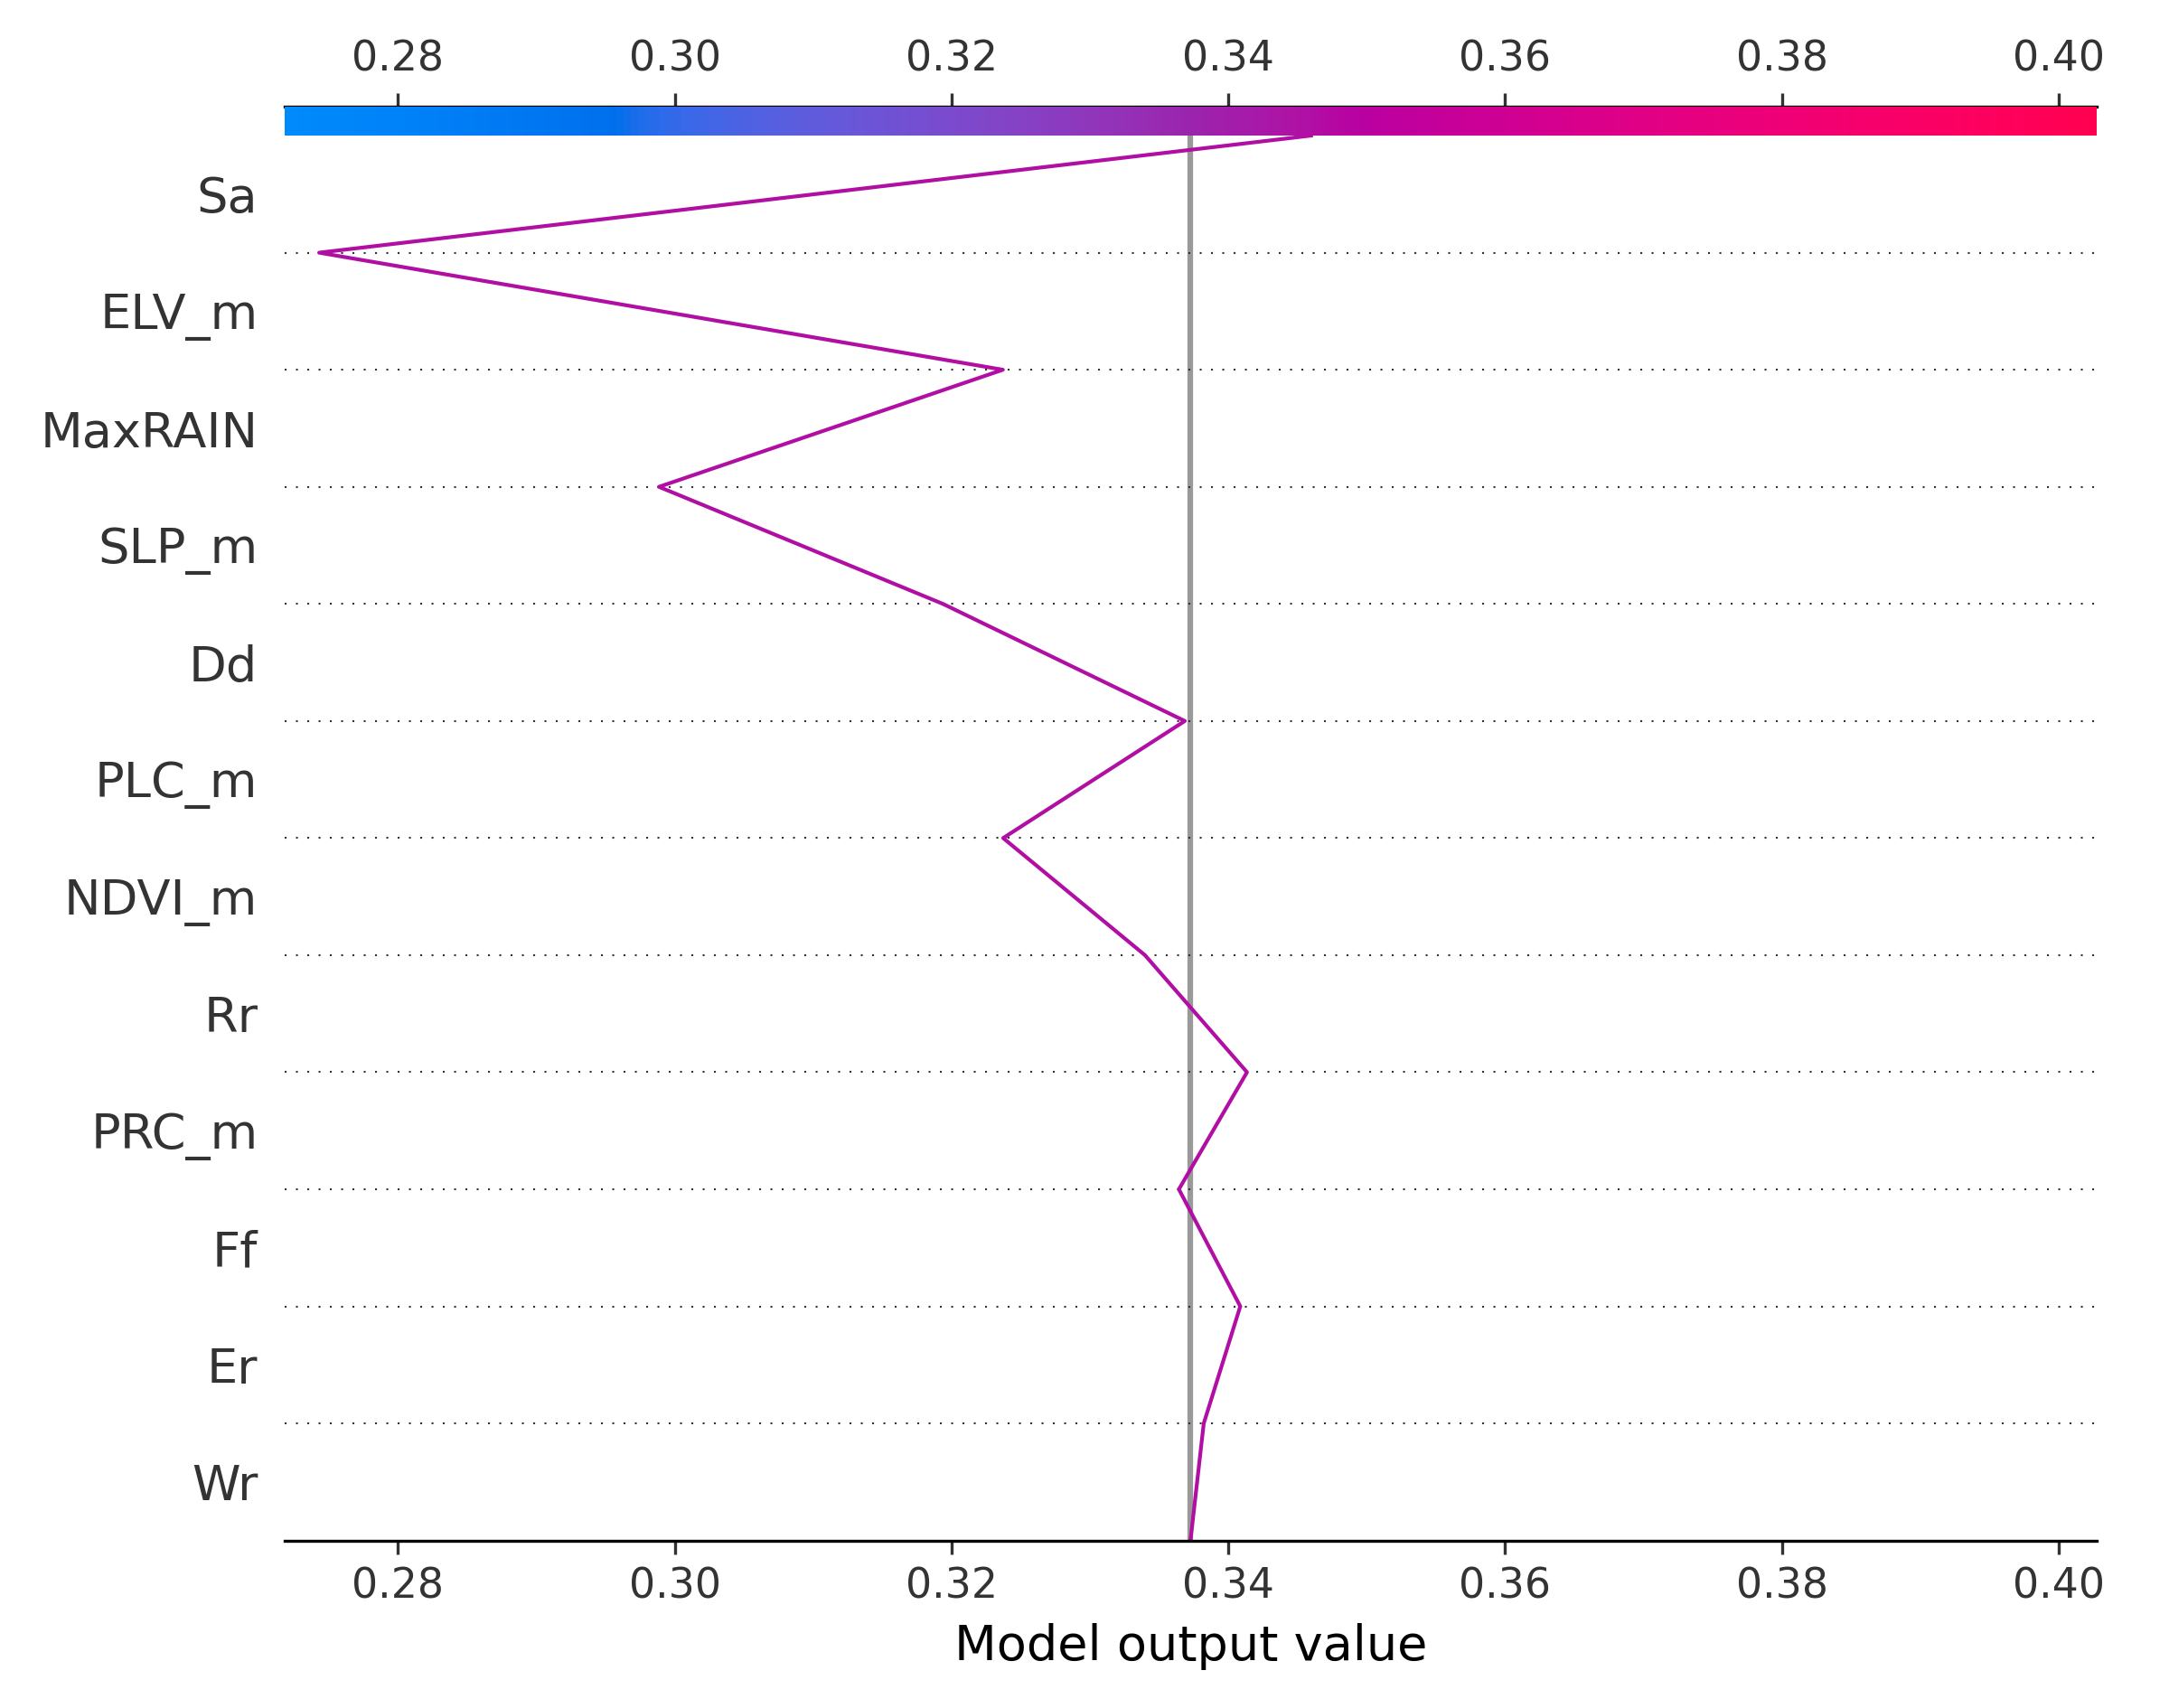 0.28 0.30 0.32 0.34 0.36 0.38 0.40
Sa
ELV_m
MaxRAIN
SLP_m
Dd
PLC_m
NDVI_m
Rr
PRC_m
Ff
Er
Wr
0.28 0.30 0.32 0.34 0.36 0.38 0.40
Model output value